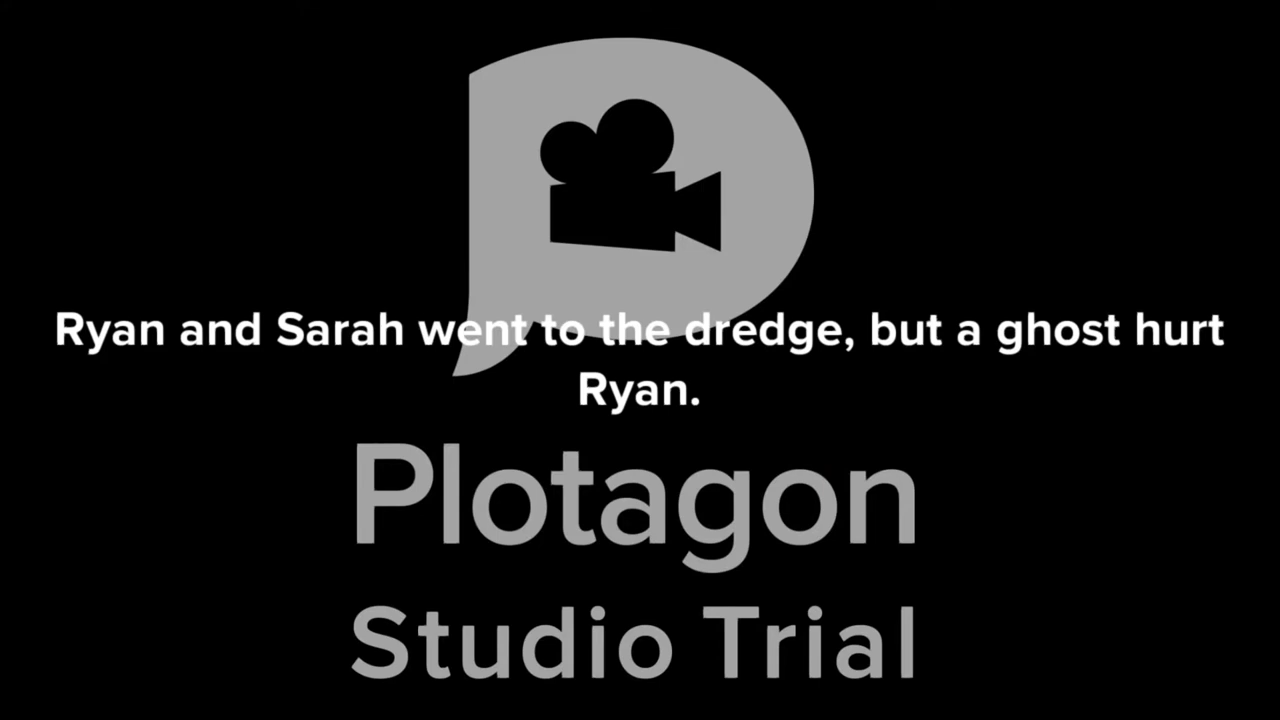 Ryan and Sarah went to the dredge, but a ghost hurt
Ryan.
Plotagon
Studio Trial